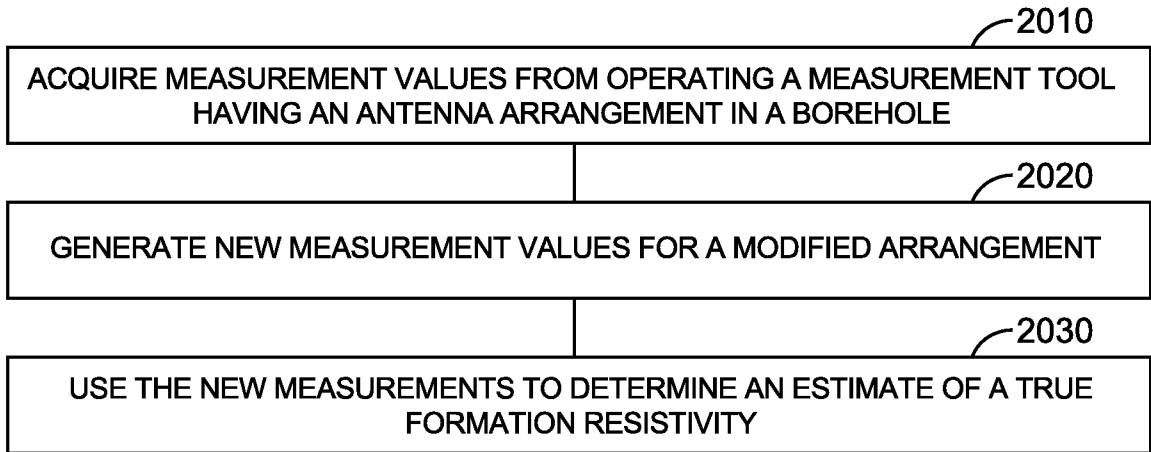 2010
ACQUIRE MEASUREMENT VALUES FROM OPERATING A MEASUREMENT TOOL
HAVING AN ANTENNA ARRANGEMENT IN A BOREHOLE
2020
GENERATE NEW MEASUREMENT VALUES FOR A MODIFIED ARRANGEMENT
2030
USE THE NEW MEASUREMENTS TO DETERMINE AN ESTIMATE OF A TRUE
FORMATION RESISTIVITY